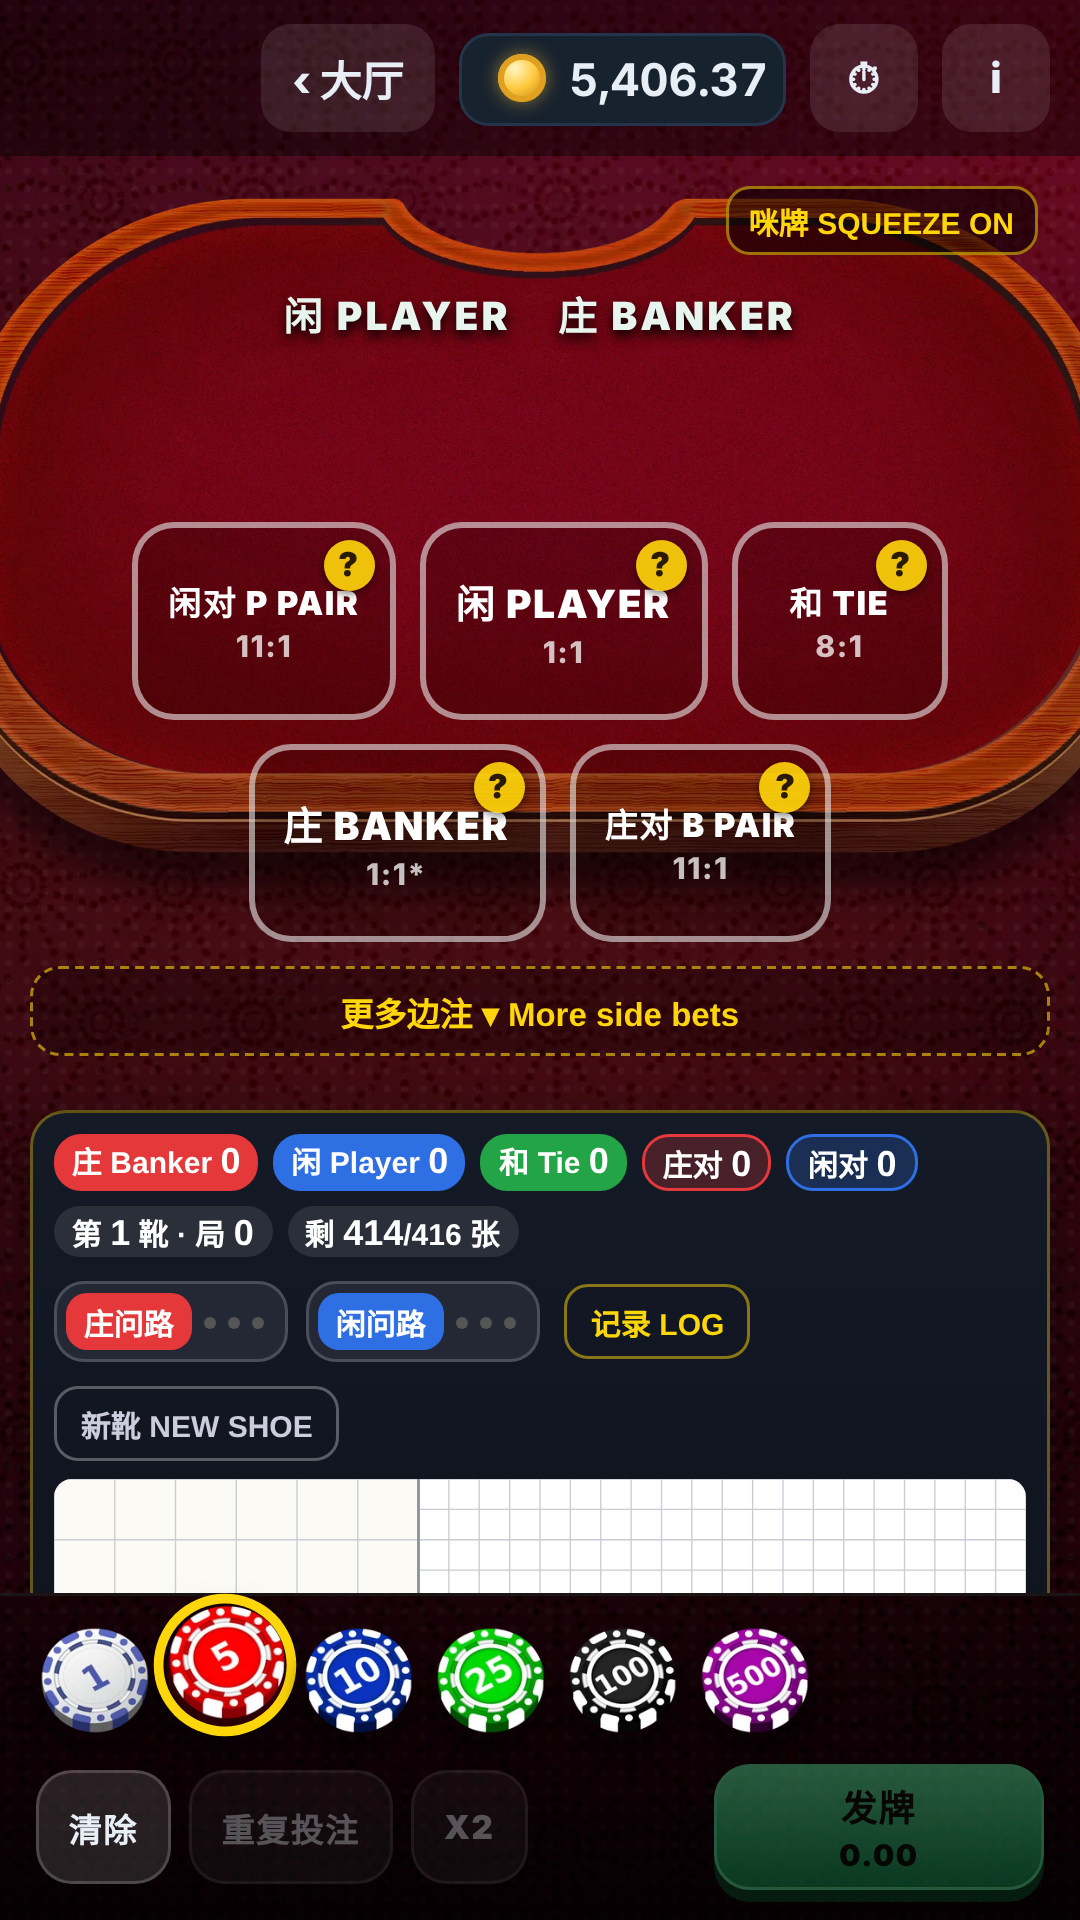 ‹ 大厅
5,406.37
i
咪牌 SQUEEZE ON
闲 PLAYER 庄 BANKER
?
闲对 P PAIR
11:1
?
闲 PLAYER
1:1
?
和 TIE
8:1
?
庄 BANKER
1:1*
?
庄对 B PAIR
11:1
更多边注 ▾ More side bets
庄 Banker 0
闲 Player 0
和 Tie 0
庄对 0
闲对 0
第 1 靴 · 局 0
剩 414/416 张
庄问路
闲问路
记录 LOG
新靴 NEW SHOE
1
5
10
25
100
500
清除
重复投注
X2
发牌
0.00